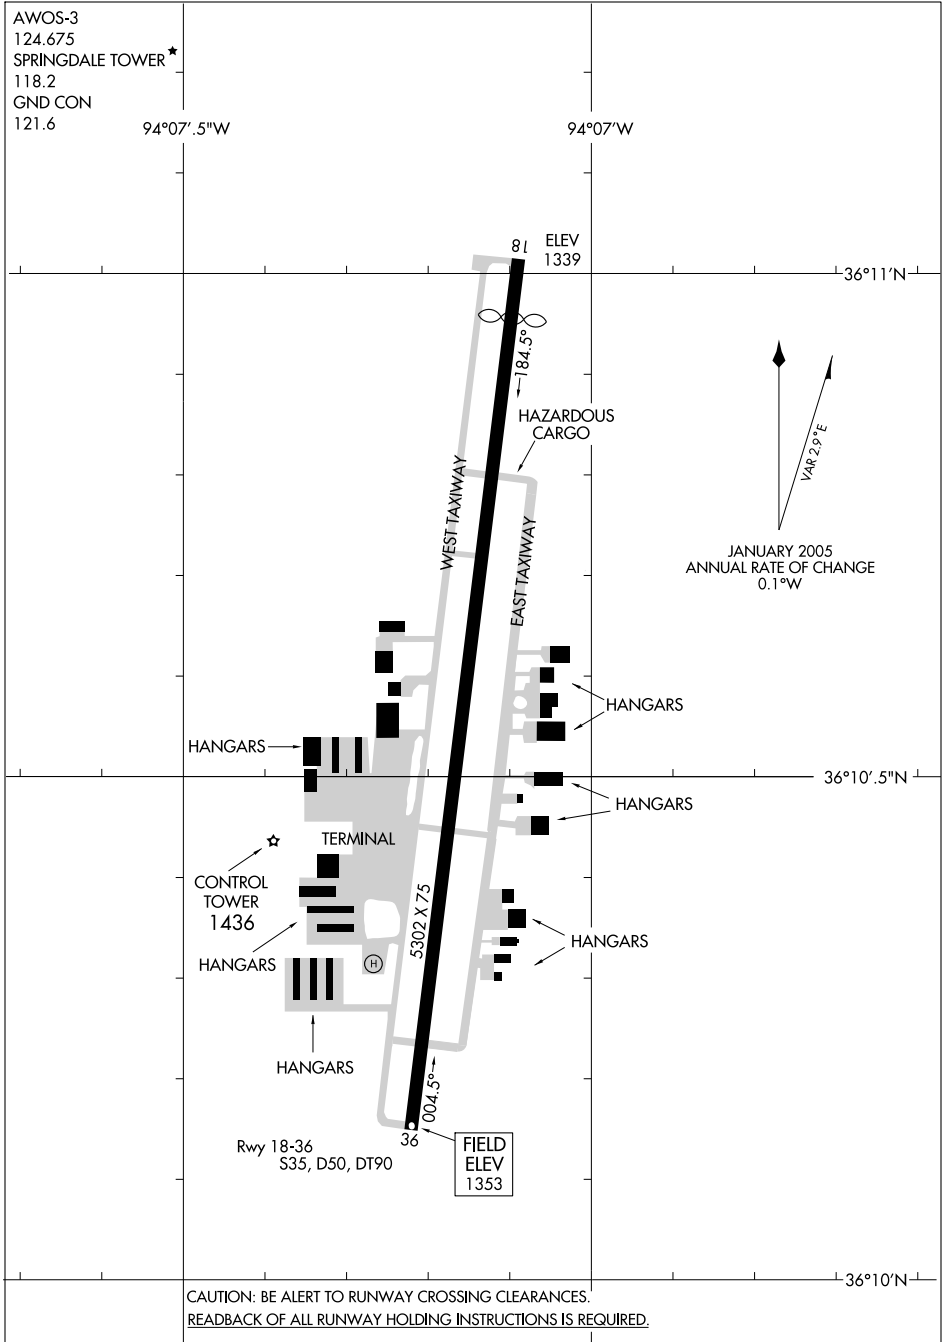 AWOS-3
124.675
SPRINGDALE TOWER
118.2
GND CON
121.6
94°07'.5"W
94°07'W
18
ELEV
1339
36°11'N
184.5°
HAZARDOUS
CARGO
VAR 2.9°E
WEST TAXIWAY
EAST TAXIWAY
JANUARY 2005
ANNUAL RATE OF CHANGE
0.1°W
HANGARS
HANGARS
36°10'.5"N
HANGARS
TERMINAL
CONTROL
TOWER
1436
5302 X 75
HANGARS
HANGARS
H
HANGARS
004.5°
36
Rwy 18-36
S35, D50, DT90
FIELD
ELEV
1353
36°10'N
CAUTION: BE ALERT TO RUNWAY CROSSING CLEARANCES.
READBACK OF ALL RUNWAY HOLDING INSTRUCTIONS IS REQUIRED.